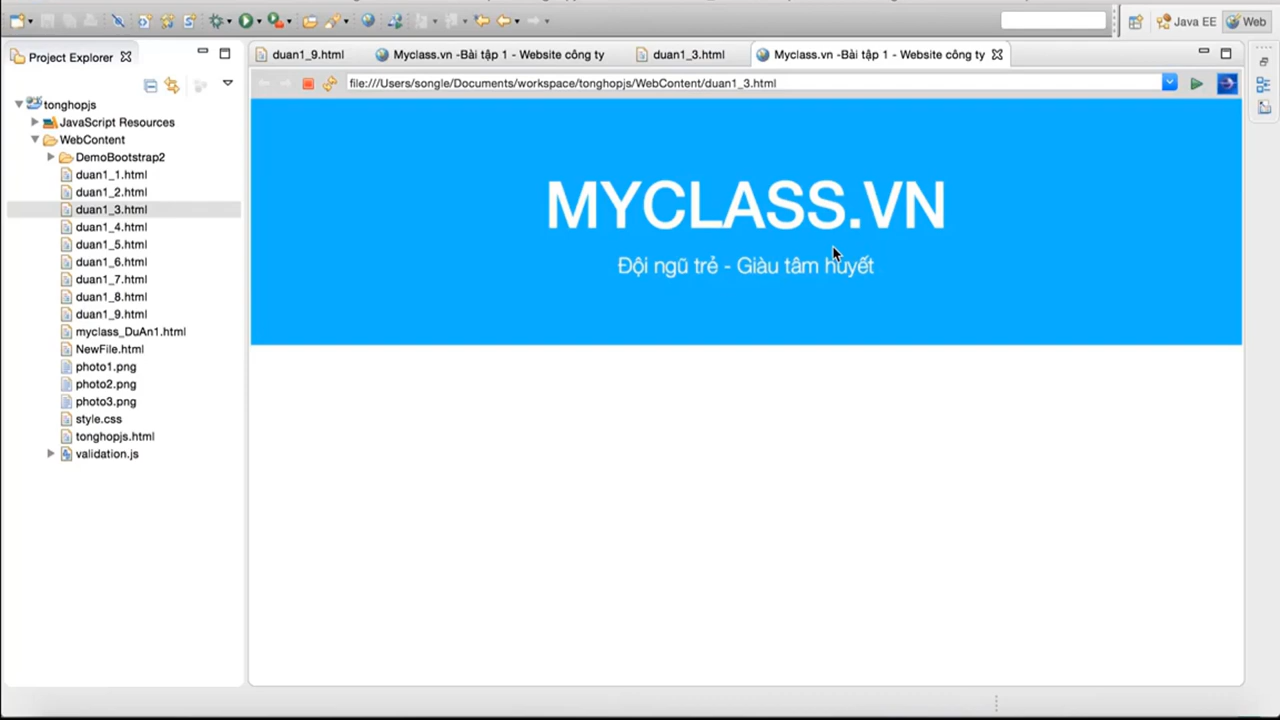 Java EE
Web
Project Explorer
duan1_9.html
Myclass.vn -Bài tập 1 - Website công ty
duan1_3.html
Myclass.vn -Bài tập 1 - Website công ty
file:///Users/songle/Documents/workspace/tonghopjs/WebContent/duan1_3.html
tonghopjs
JavaScript Resources
WebContent
DemoBootstrap2
duan1_1.html
duan1_2.html
duan1_3.html
duan1_4.html
duan1_5.html
duan1_6.html
duan1_7.html
duan1_8.html
duan1_9.html
myclass_DuAn1.html
NewFile.html
photo1.png
photo2.png
photo3.png
style.css
tonghopjs.html
validation.js
MYCLASS.VN
Đội ngũ trẻ - Giàu tâm huyết